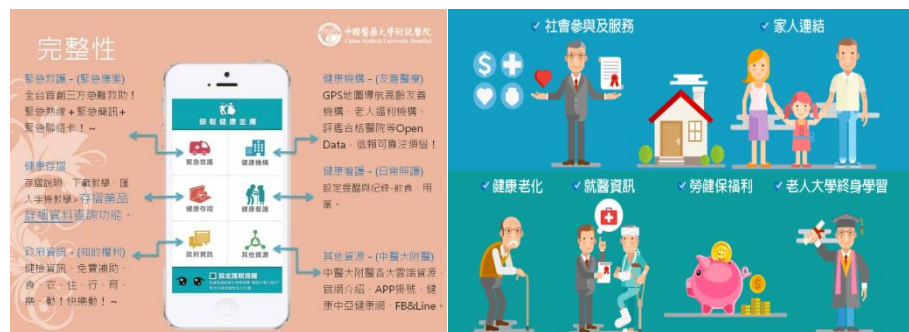 完整性
中國醫藥大學附設醫院
China Medical University Hospital
緊急救護 - (緊急連絡)
全台首創三方急難救助！
緊急熱線+緊急簡訊+
緊急聯絡卡！~
健康存摺
存摺說明、下載教學、匯
入手機教學>存摺藥品
詳細資料查詢功能。
政府資訊 - (知的權利)
健檢資訊、免費補助、
食、衣、住、行、育、
樂、動！快樂動！~
銀髮健康走廊
緊急救護
健康機構
健康存摺
健康看護
政府資訊
其他資源
健康機構 - (友善醫療)
GPS地圖導航高齡友善
機構、老人福利機構、
評鑑合格醫院等Open
Data，信賴可靠沒煩惱！
健康看護 - (日常照護)
設定提醒與紀錄-飲食、用
藥。
其他資源 - (中醫大附醫)
中醫大附醫各大雲端資源，
官網介紹、APP掛號、健
康中亞健康網、FB&Line。
社會參與及服務
家人連結
健康老化
就醫資訊
勞健保福利
老人大學終身學習